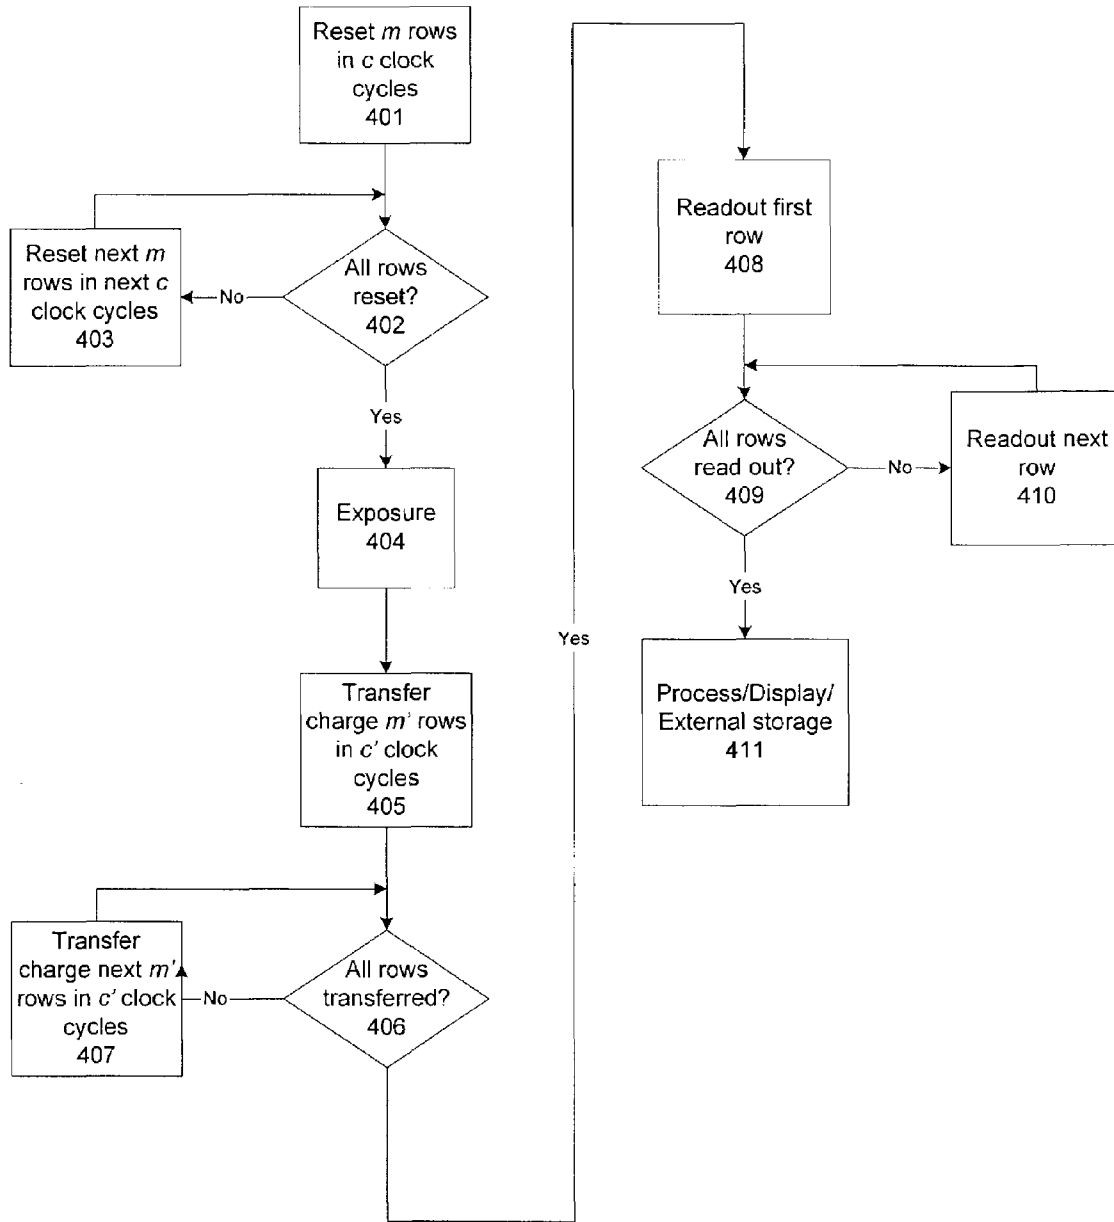 Reset m rows
in c clock
cycles
401
Reset next m
rows in next c
clock cycles
403
No
All rows
reset?
402
Yes
Exposure
404
Transfer
charge m' rows
in c' clock
cycles
405
Transfer
charge next m'
rows in c' clock
cycles
407
No
All rows
transferred?
406
Yes
Readout first
row
408
All rows
read out?
409
No
Readout next
row
410
Yes
Process/Display/
External storage
411